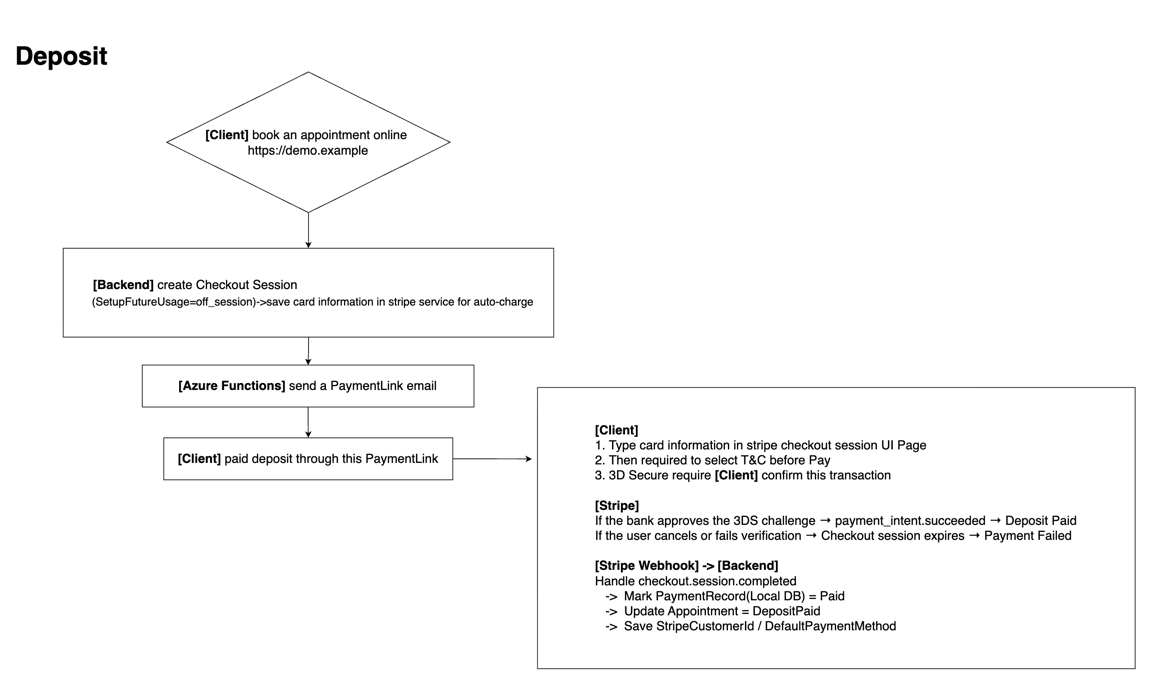 Deposit
[Client] book an appointment online
https://demo.example
[Backend] create Checkout Session
(SetupFutureUsage=off_session)->save card information in stripe service for auto-charge
[Azure Functions] send a PaymentLink email
[Client] paid deposit through this PaymentLink
[Client]
1. Type card information in stripe checkout session UI Page
2. Then required to select T&C before Pay
3. 3D Secure require [Client] confirm this transaction
[Stripe]
If the bank approves the 3DS challenge → payment_intent.succeeded → Deposit Paid
If the user cancels or fails verification → Checkout session expires → Payment Failed
[Stripe Webhook] -> [Backend]
Handle checkout.session.completed
-> Mark PaymentRecord(Local DB) = Paid
-> Update Appointment = DepositPaid
-> Save StripeCustomerId / DefaultPaymentMethod